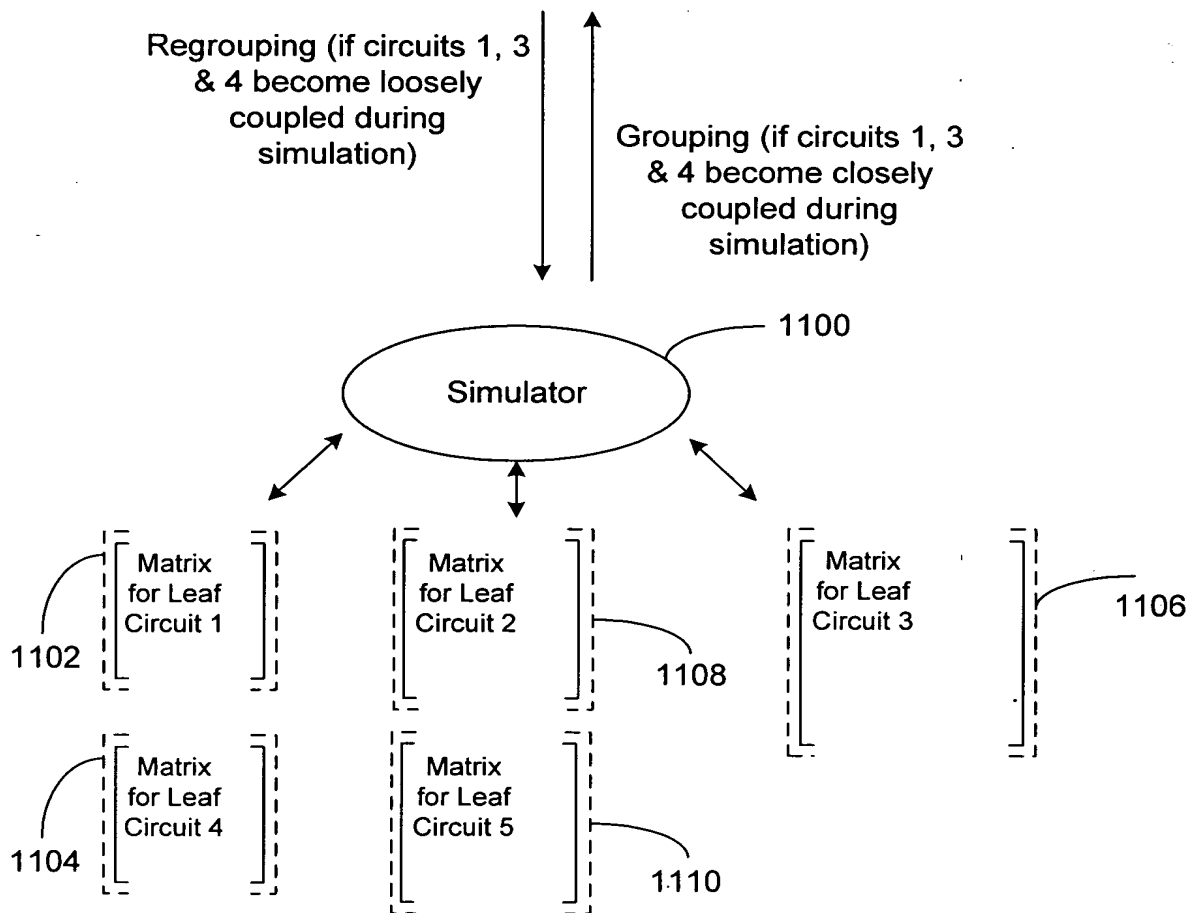 Regrouping (if circuits 1, 3
& 4 become loosely
coupled during
simulation)
Grouping (if circuits 1, 3
& 4 become closely
coupled during
simulation)
1100
Simulator
Matrix
for Leaf
Circuit 1
1102
Matrix
for Leaf
Circuit 2
1108
Matrix
for Leaf
Circuit 3
1106
Matrix
for Leaf
Circuit 4
1104
Matrix
for Leaf
Circuit 5
1110